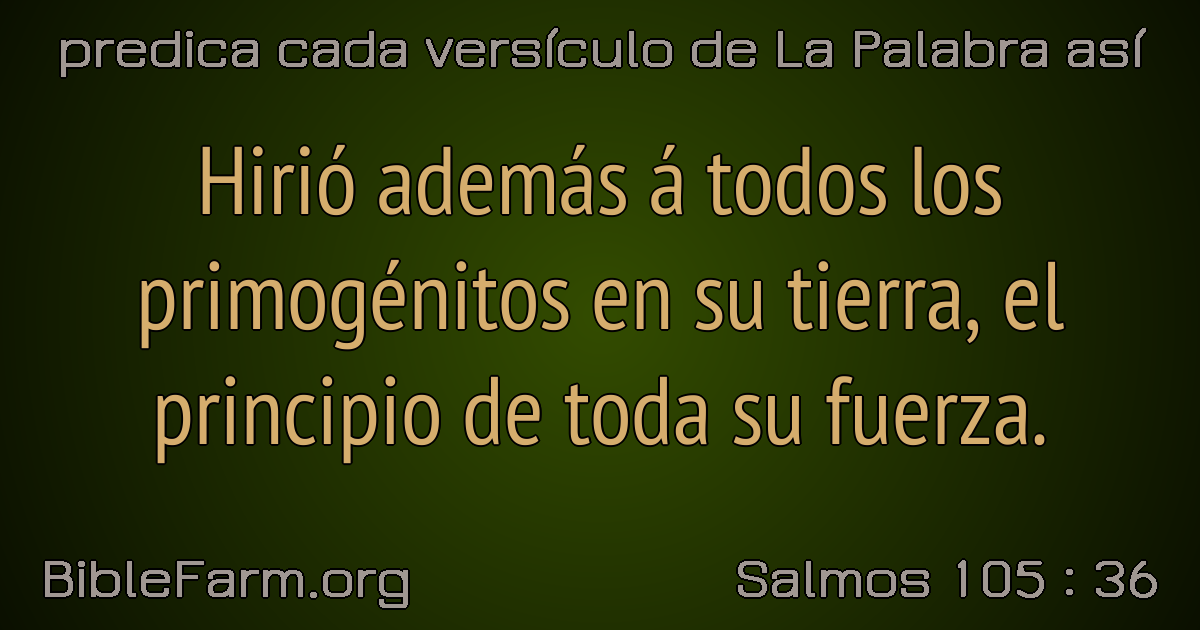 predica cada versículo de La Palabra así
Hirió además á todos los
primogénitos en su tierra, el
principio de toda su fuerza.
BibleFarm.org
Salmos 105 : 36